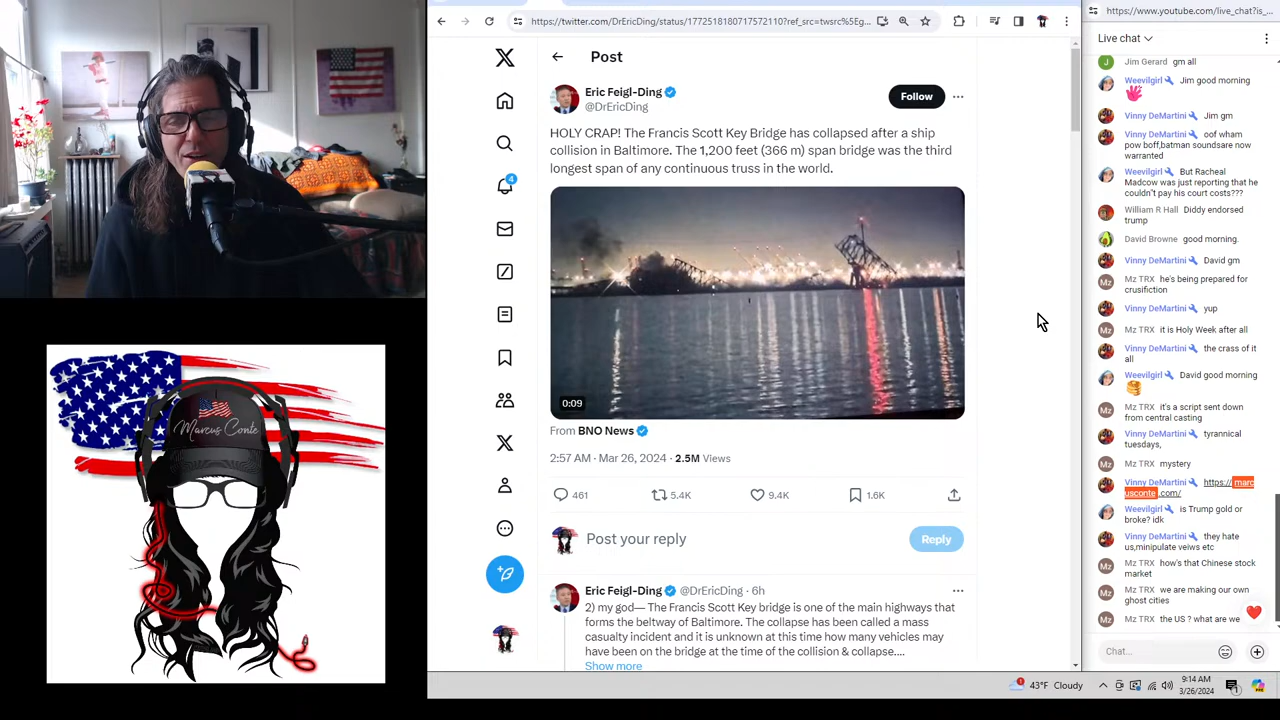 https://twitter.com/DrEricDing/status/1772518180717572110?ref_src=twsrc%5Eg...
https://www.youtube.com/live_chat?is_...
Post
Eric Feigl-Ding
@DrEricDing
Follow
HOLY CRAP! The Francis Scott Key Bridge has collapsed after a ship
collision in Baltimore. The 1,200 feet (366 m) span bridge was the third
longest span of any continuous truss in the world.
0:09
From BNO News
2:57 AM · Mar 26, 2024 · 2.5M Views
461 5.4K 9.4K 1.6K
Post your reply
Reply
Eric Feigl-Ding @DrEricDing · 6h
2) my god— The Francis Scott Key bridge is one of the main highways that
forms the beltway of Baltimore. The collapse has been called a mass
casualty incident and it is unknown at this time how many vehicles may
have been on the bridge at the time of the collision & collapse....
Show more
4
Marcus Conte
Live chat
J Jim Gerard gm all
Weevilgirl Jim good morning
Vinny DeMartini Jim gm
Vinny DeMartini oof wham
pow boff,batman soundsare now
warranted
Weevilgirl But Racheal
Madcow was just reporting that he
couldn"t pay his court costs???
William R Hall Diddy endorsed
trump
David Browne good morning.
Vinny DeMartini David gm
Mz Mz TRX he's being prepared for
crusifiction
Vinny DeMartini yup
Mz Mz TRX it is Holy Week after all
Vinny DeMartini the crass of it
all
Weevilgirl David good morning
Mz Mz TRX it's a script sent down
from central casting
Vinny DeMartini tyrannical
tuesdays,
Mz Mz TRX mystery
Vinny DeMartini https://marc
usconte.com/
Weevilgirl is Trump gold or
broke? idk
Vinny DeMartini they hate
us,minipulate veiws etc
Mz Mz TRX how's that Chinese stock
market
Mz Mz TRX we are making our own
ghost cities
Mz Mz TRX the US ? what are we
Chat...
43°F Cloudy
9:14 AM
3/26/2024